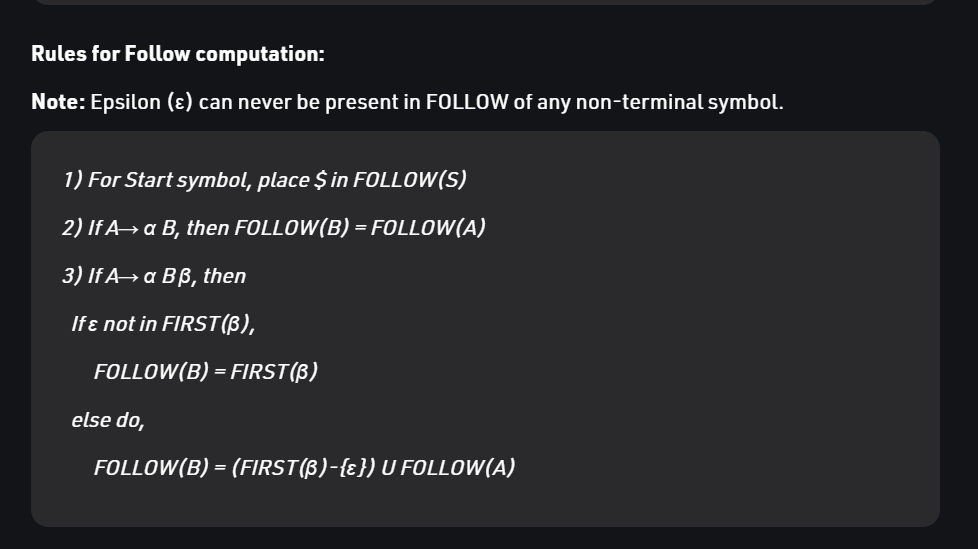 Rules for Follow computation:
Note: Epsilon (ε) can never be present in FOLLOW of any non-terminal symbol.
1) For Start symbol, place $ in FOLLOW(S)
2) If A→ α B, then FOLLOW(B) = FOLLOW(A)
3) If A→ α B β, then
If ε not in FIRST(β),
FOLLOW(B) = FIRST(β)
else do,
FOLLOW(B) = (FIRST(β)-{ε}) U FOLLOW(A)